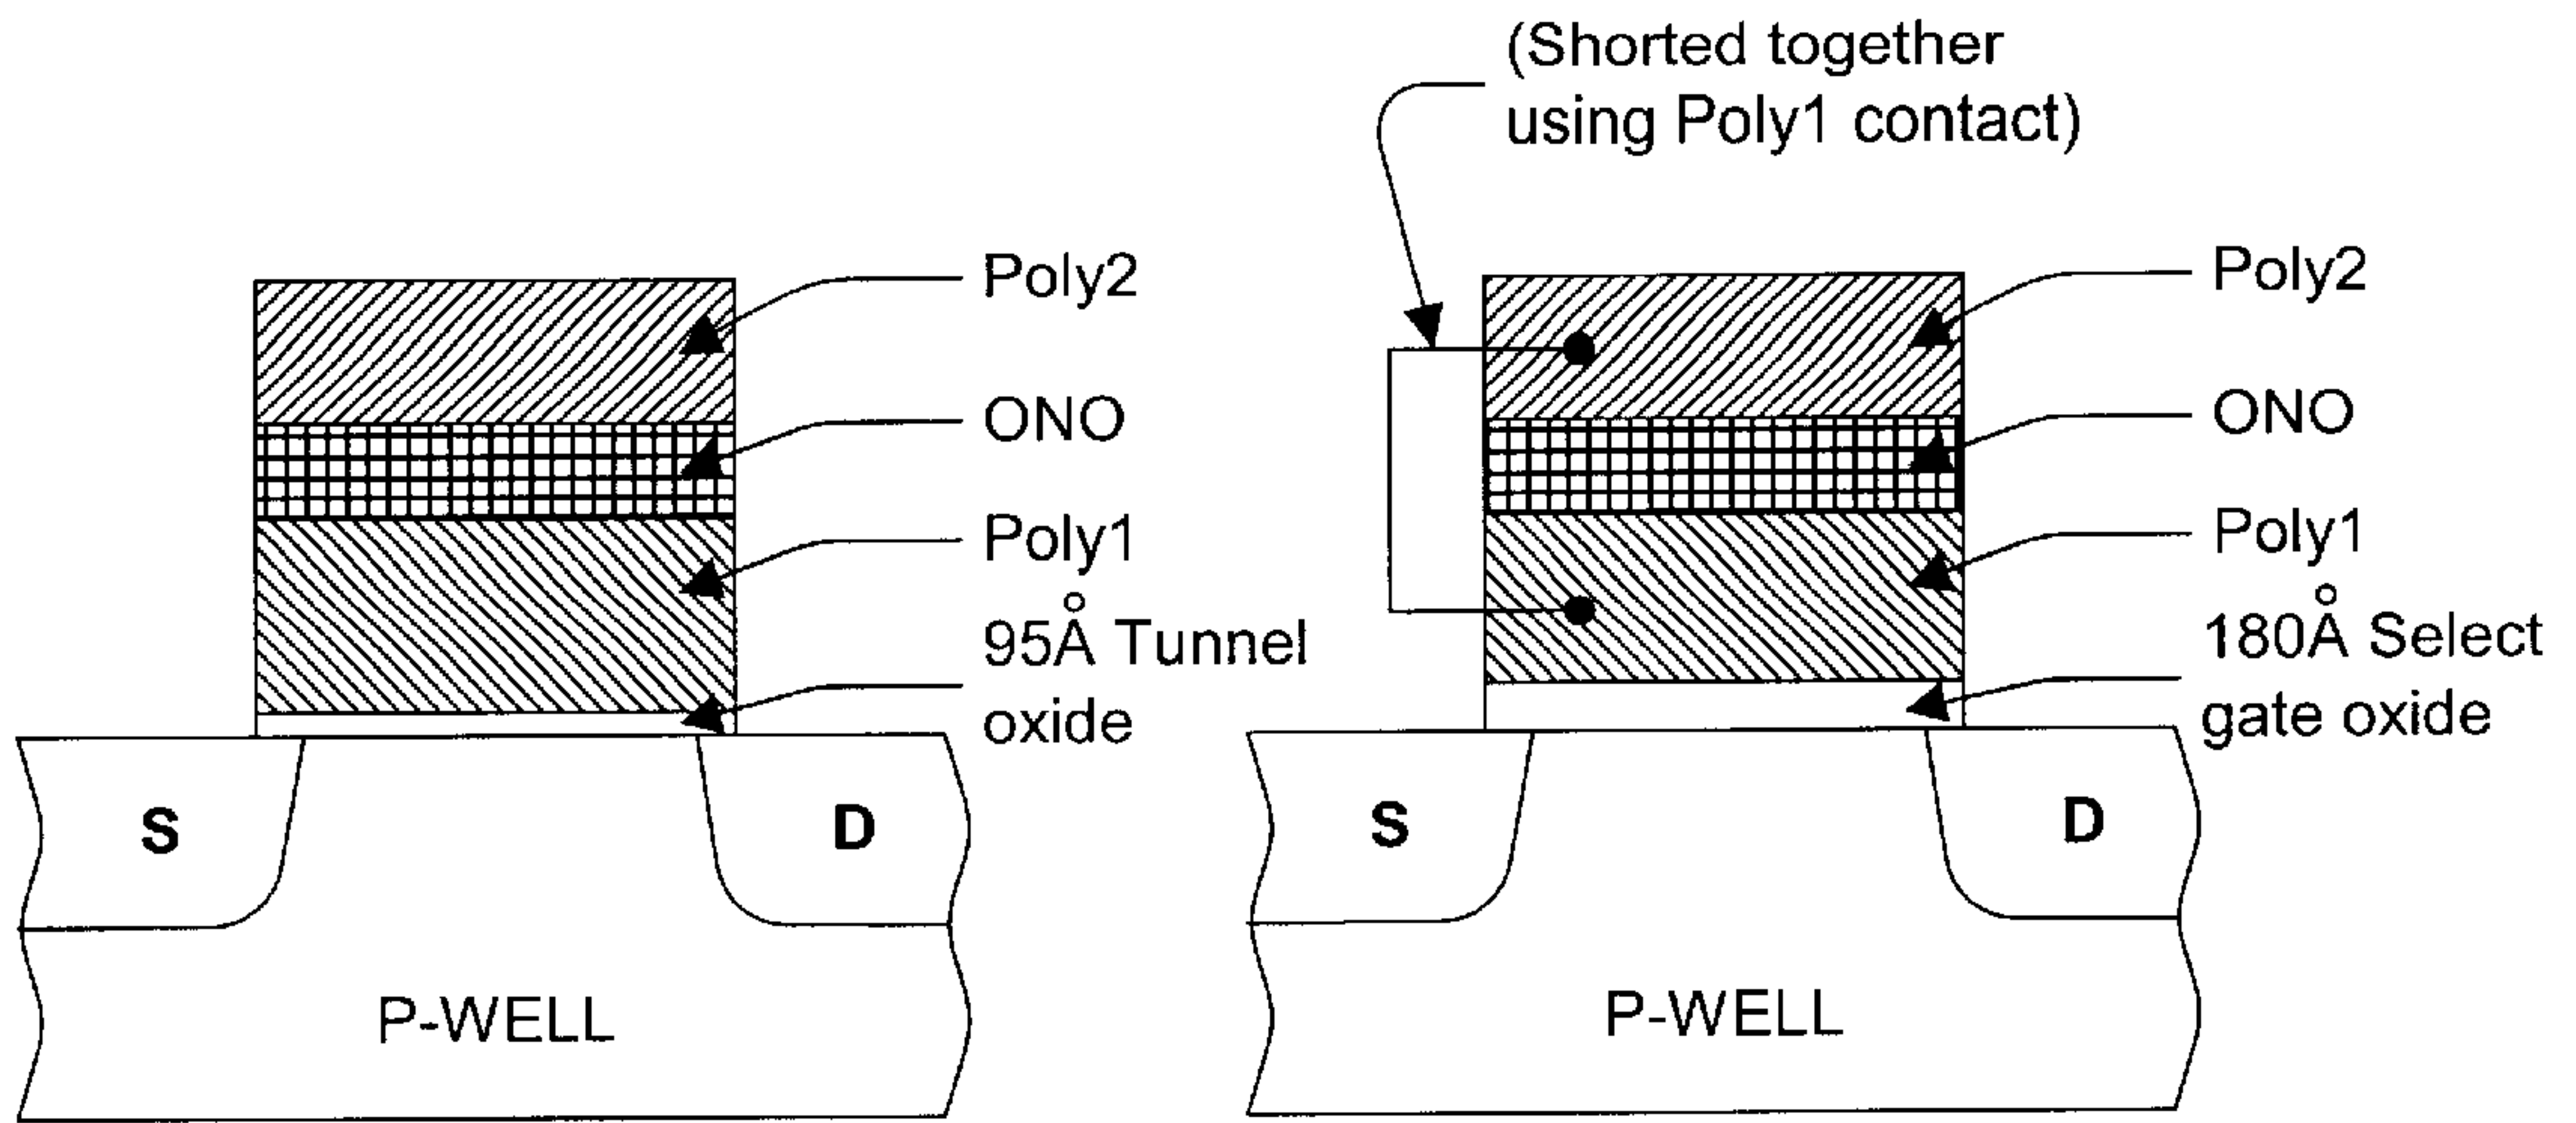 (Shorted together
using Poly1 contact)
Poly2
ONO
Poly1
95Å Tunnel
oxide
S
D
P-WELL
Poly2
ONO
Poly1
180Å Select
gate oxide
S
D
P-WELL